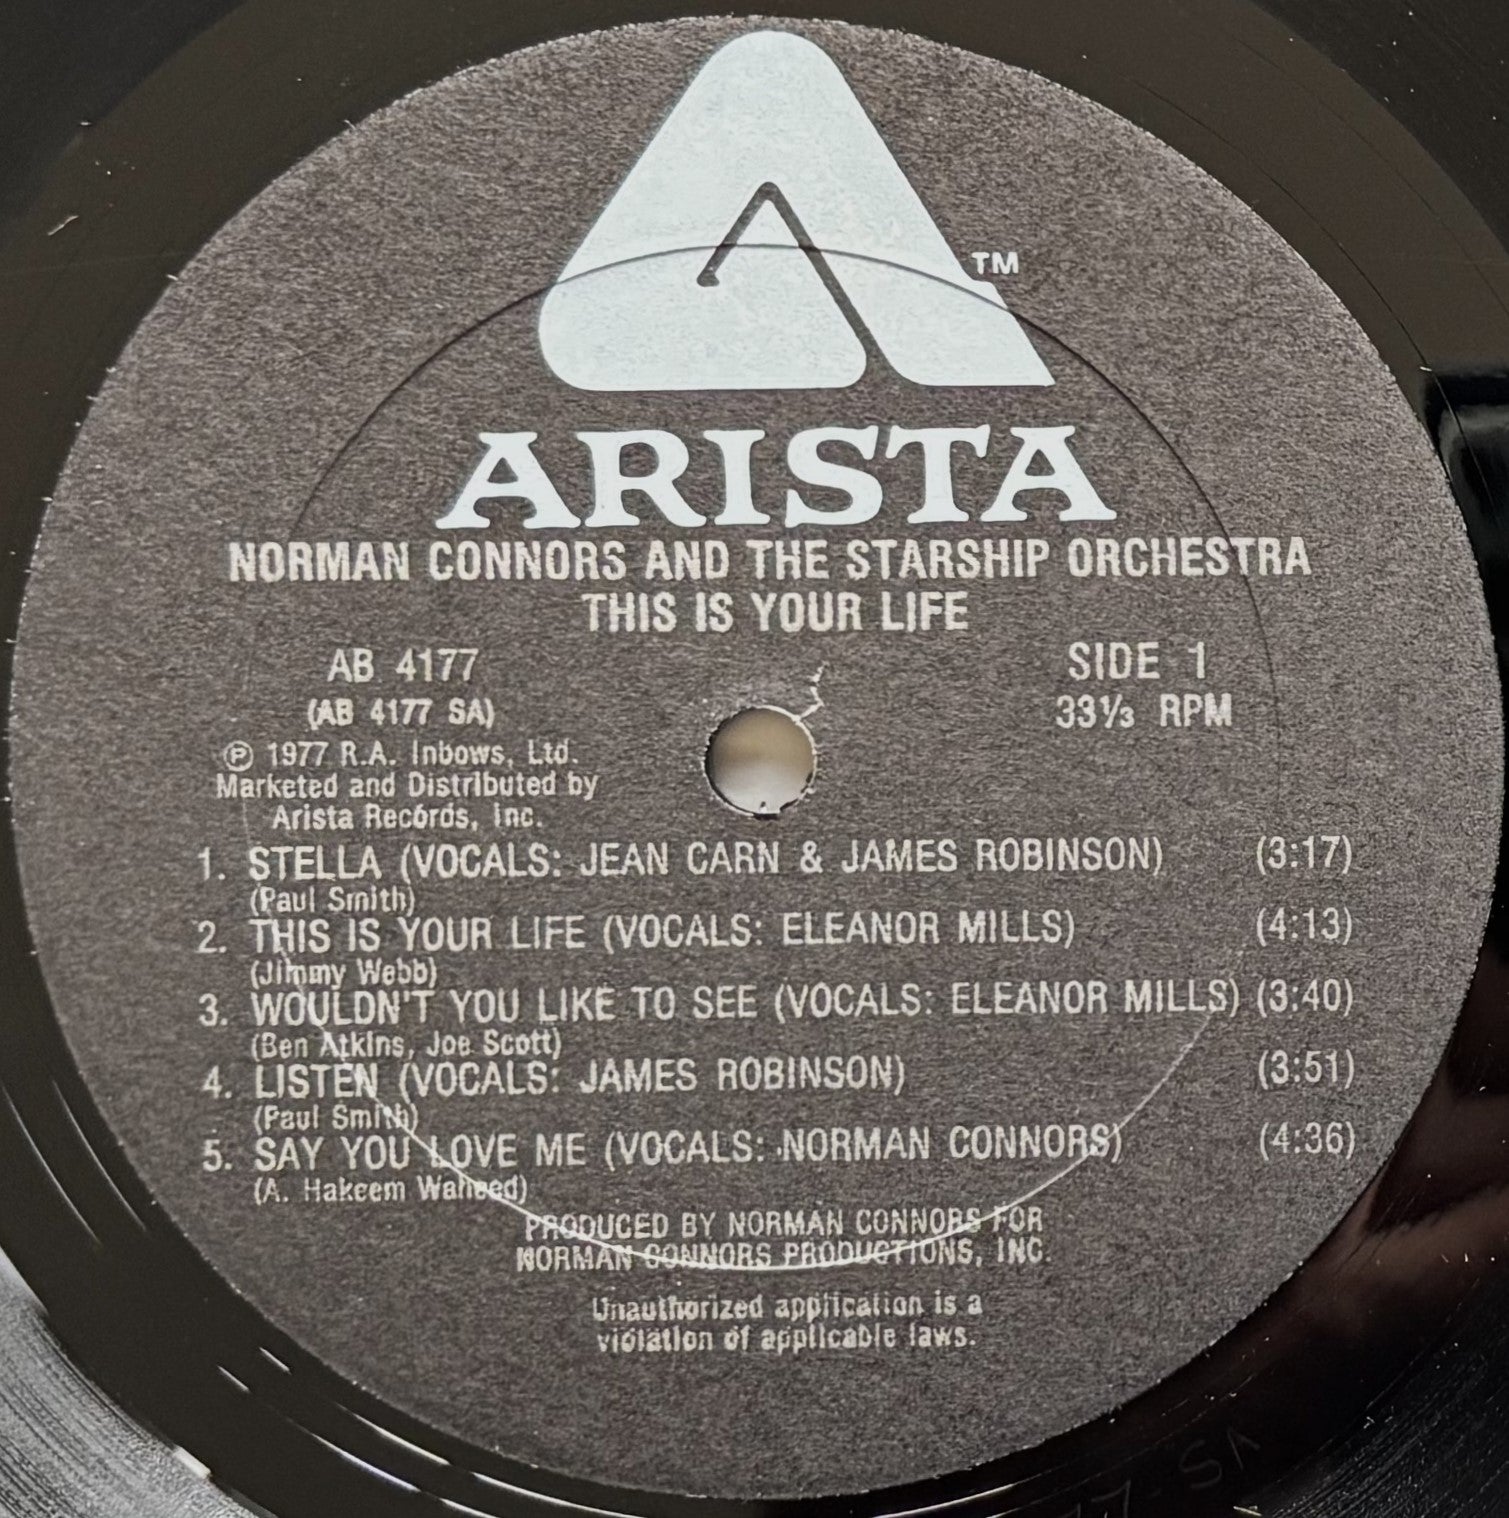 TM
ARISTA
NORMAN CONNORS AND THE STARSHIP ORCHESTRA
THIS IS YOUR LIFE
AB 4177 SIDE 1
(AB 4177 SA) 33⅓ RPM
℗ 1977 R.A. Inbows, Ltd.
Marketed and Distributed by
Arista Records, Inc.
1. STELLA (VOCALS: JEAN CARN & JAMES ROBINSON) (3:17)
(Paul Smith)
2. THIS IS YOUR LIFE (VOCALS: ELEANOR MILLS) (4:13)
(Jimmy Webb)
3. WOULDN'T YOU LIKE TO SEE (VOCALS: ELEANOR MILLS) (3:40)
(Ben Atkins, Joe Scott)
4. LISTEN (VOCALS: JAMES ROBINSON) (3:51)
(Paul Smith)
5. SAY YOU LOVE ME (VOCALS: NORMAN CONNORS) (4:36)
(A. Hakeem Waheed)
PRODUCED BY NORMAN CONNORS FOR
NORMAN CONNORS PRODUCTIONS, INC.
Unauthorized application is a
violation of applicable laws.